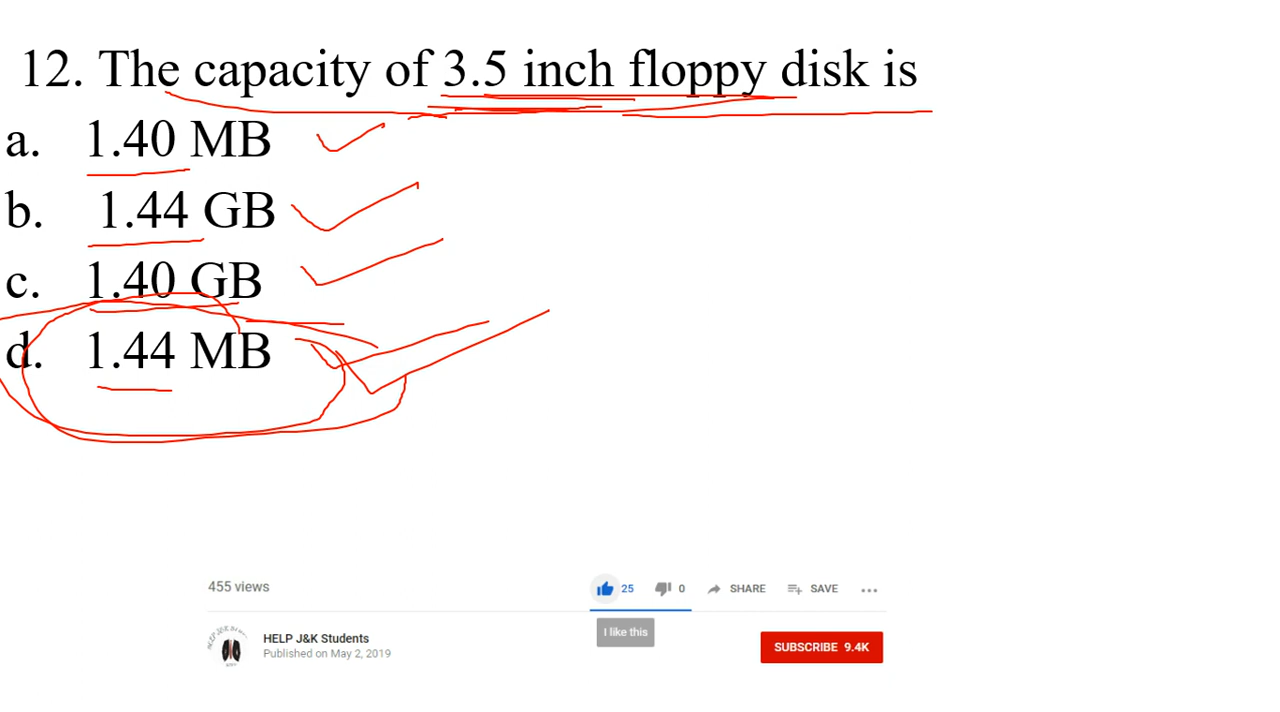 12. The capacity of 3.5 inch floppy disk is
a. 1.40 MB
b. 1.44 GB
c. 1.40 GB
d. 1.44 MB
455 views
25
0
SHARE
SAVE
I like this
HELP J&K Students
Published on May 2, 2019
SUBSCRIBE 9.4K